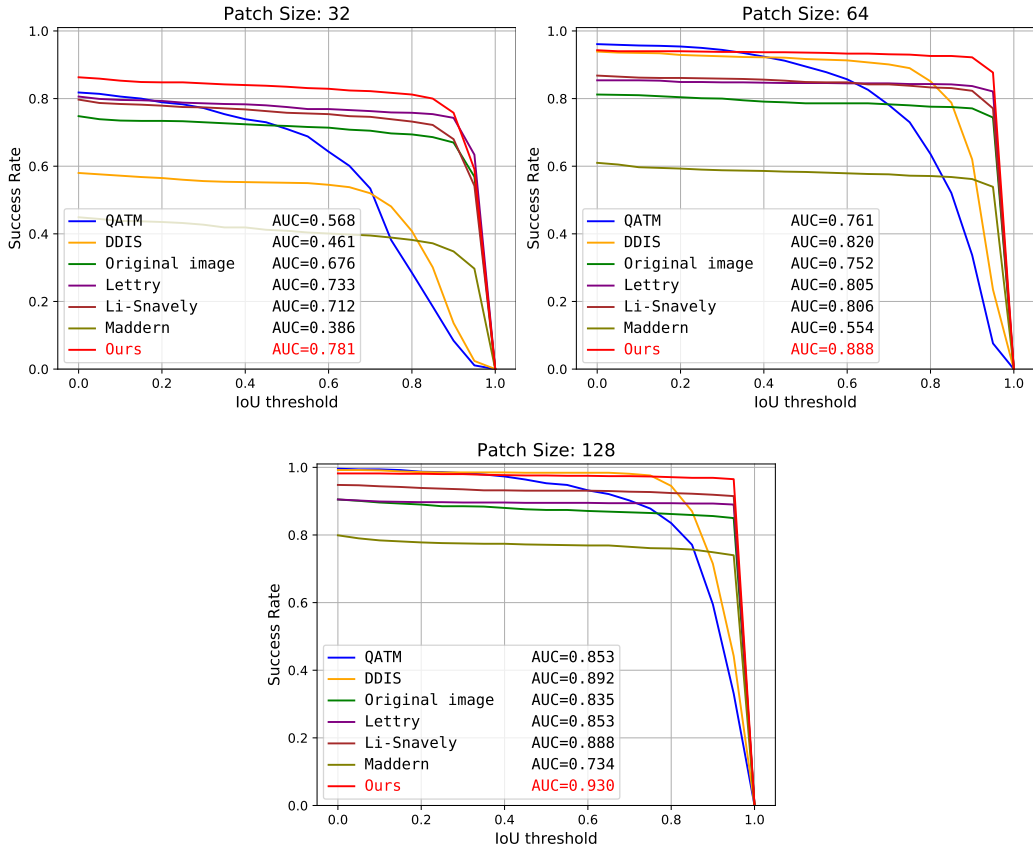 Patch Size: 32
1.0
0.8
0.6
0.4
0.2
0.0
Success Rate
QATM AUC=0.568
DDIS AUC=0.461
Original image AUC=0.676
Lettry AUC=0.733
Li-Snavely AUC=0.712
Maddern AUC=0.386
Ours AUC=0.781
0.0 0.2 0.4 0.6 0.8 1.0
IoU threshold
Patch Size: 64
1.0
0.8
0.6
0.4
0.2
0.0
Success Rate
QATM AUC=0.761
DDIS AUC=0.820
Original image AUC=0.752
Lettry AUC=0.805
Li-Snavely AUC=0.806
Maddern AUC=0.554
Ours AUC=0.888
0.0 0.2 0.4 0.6 0.8 1.0
IoU threshold
Patch Size: 128
1.0
0.8
0.6
0.4
0.2
0.0
Success Rate
QATM AUC=0.853
DDIS AUC=0.892
Original image AUC=0.835
Lettry AUC=0.853
Li-Snavely AUC=0.888
Maddern AUC=0.734
Ours AUC=0.930
0.0 0.2 0.4 0.6 0.8 1.0
IoU threshold